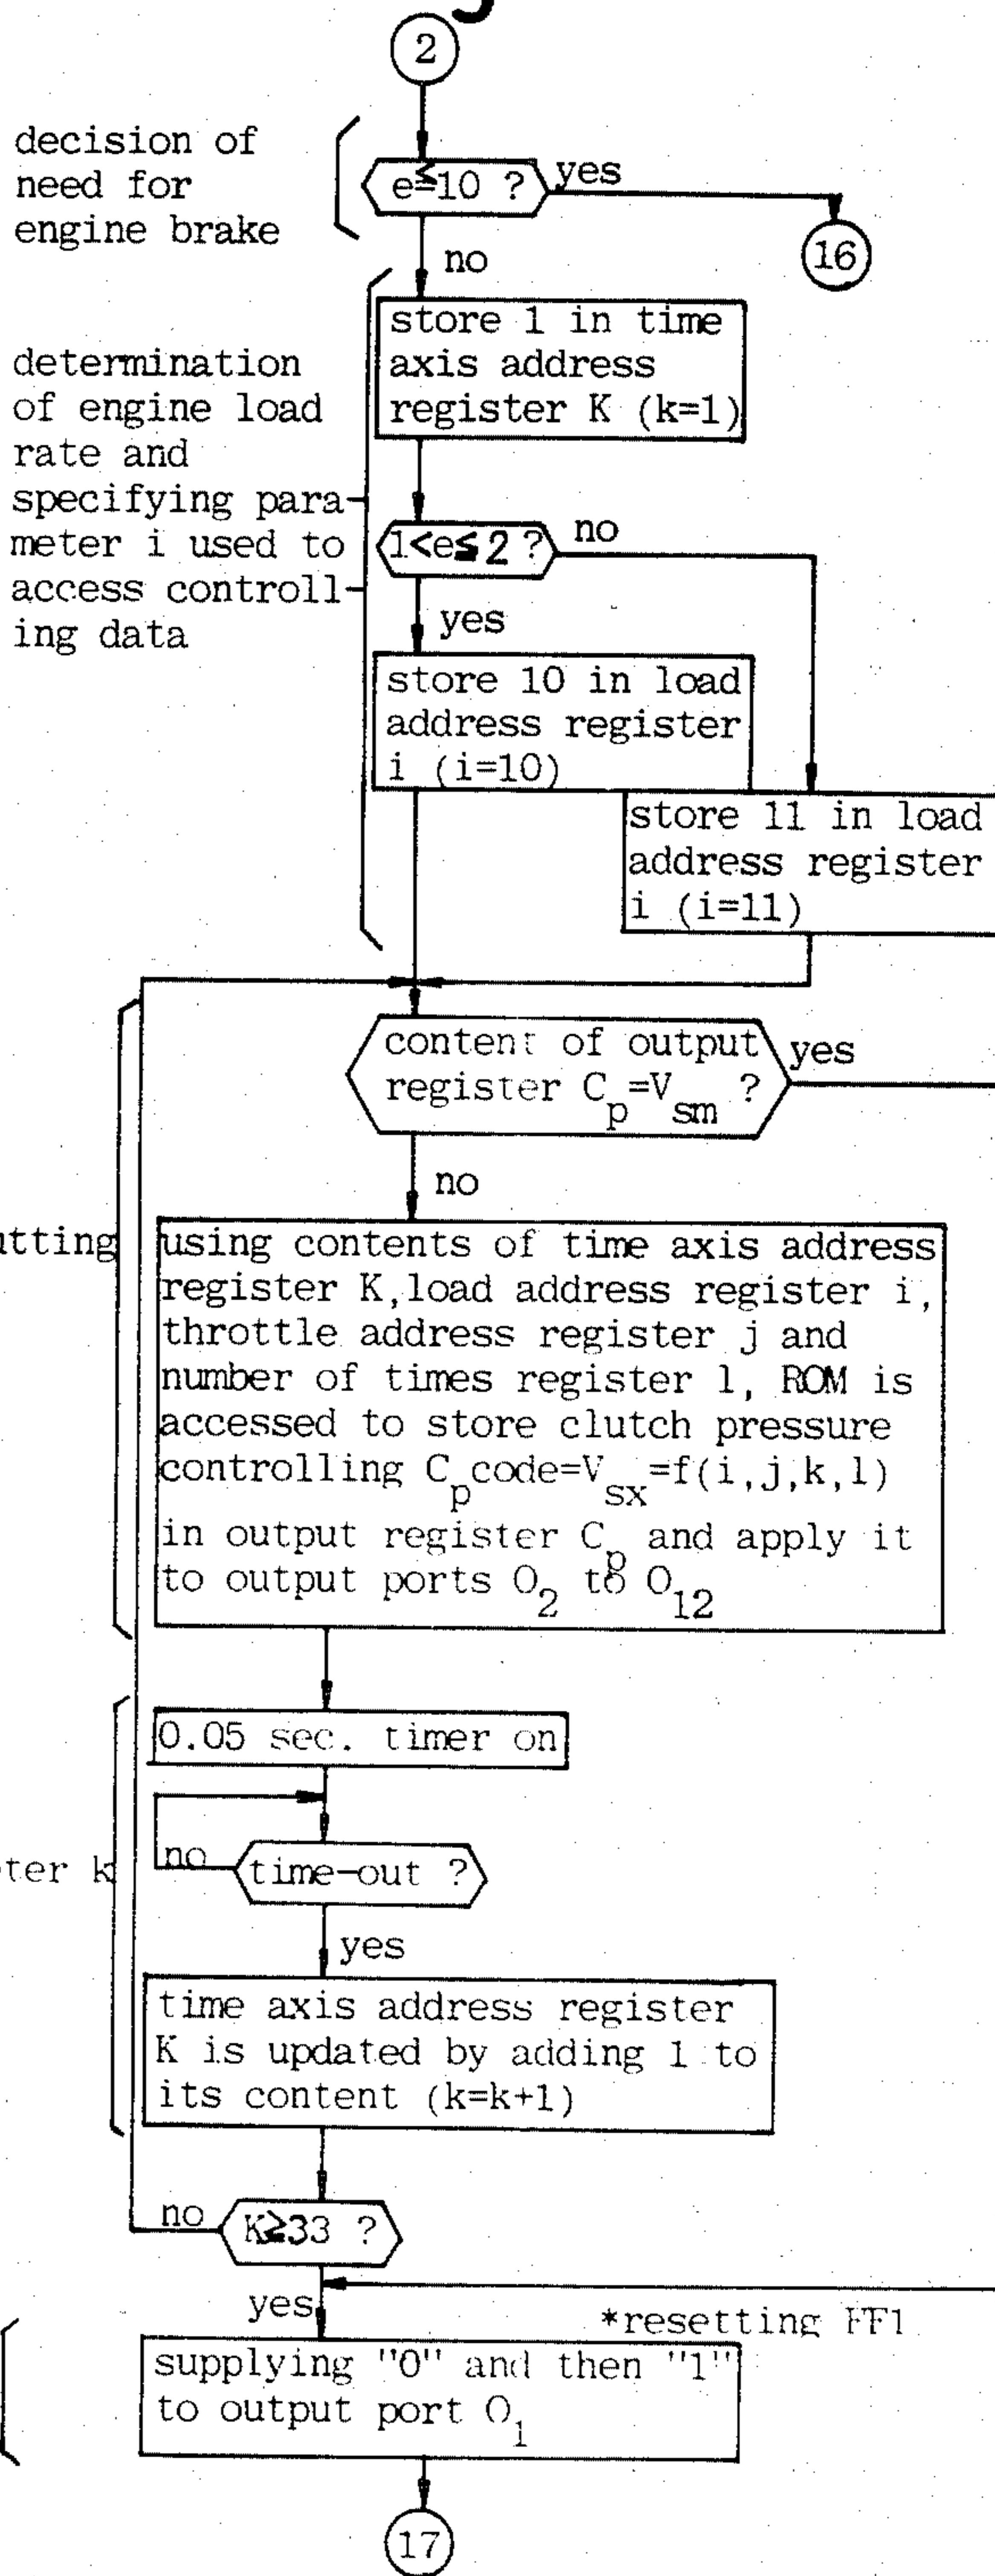 2
decision of
need for
engine brake
e≦10 ?
yes
16
no
store 1 in time
axis address
register K (k=1)
determination
of engine load
rate and
specifying para-
meter i used to
access controll-
ing data
1<e≦2 ?
no
yes
store 10 in load
address register
i (i=10)
store 11 in load
address register
i (i=11)
content of output
register Cp=Vsm ?
yes
no
using contents of time axis address
register K, load address register i,
throttle address register j and
number of times register l, ROM is
accessed to store clutch pressure
controlling Cp code=Vsx=f(i,j,k,l)
in output register Cp and apply it
to output ports O2 to O12
0.05 sec. timer on
no
time-out ?
k
yes
time axis address register
K is updated by adding 1 to
its content (k=k+1)
no
K≧33 ?
yes
*resetting FF1
supplying "0" and then "1"
to output port O1
17